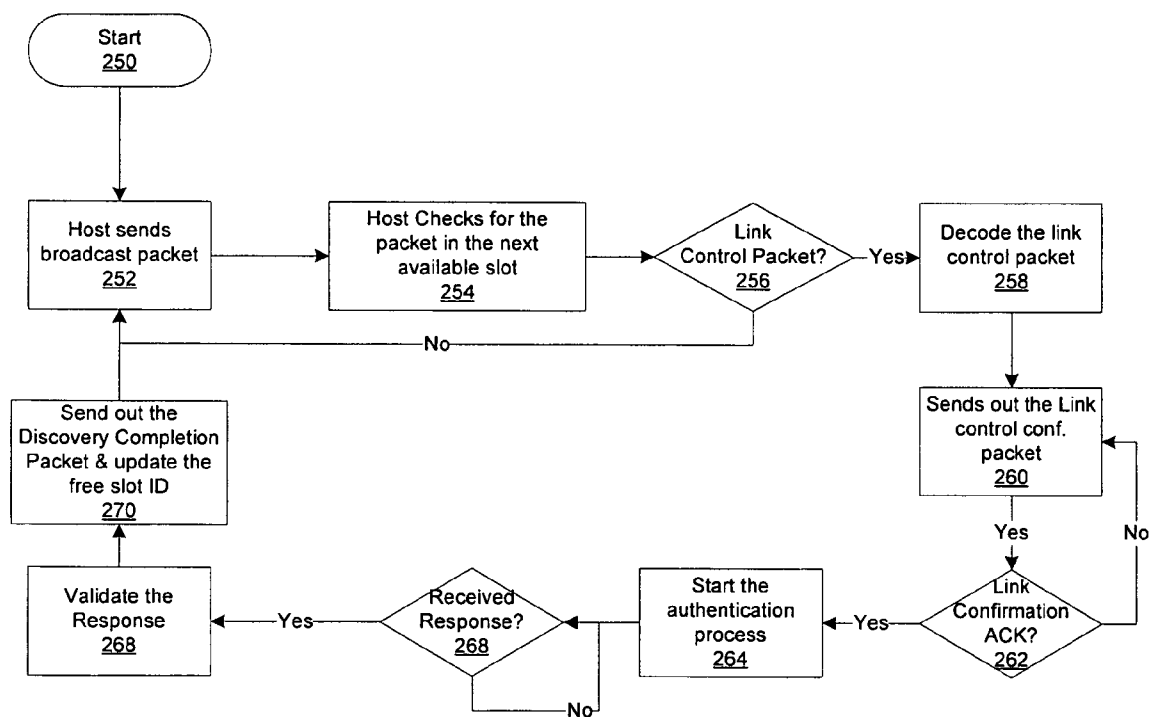 Start
250
Host sends
broadcast packet
252
Host Checks for the
packet in the next
available slot
254
Link
Control Packet?
256
Yes
Decode the link
control packet
258
No
Sends out the Link
control conf.
packet
260
Yes
No
Link
Confirmation
ACK?
262
Yes
Start the
authentication
process
264
Received
Response?
268
No
Yes
Validate the
Response
268
Send out the
Discovery Completion
Packet & update the
free slot ID
270